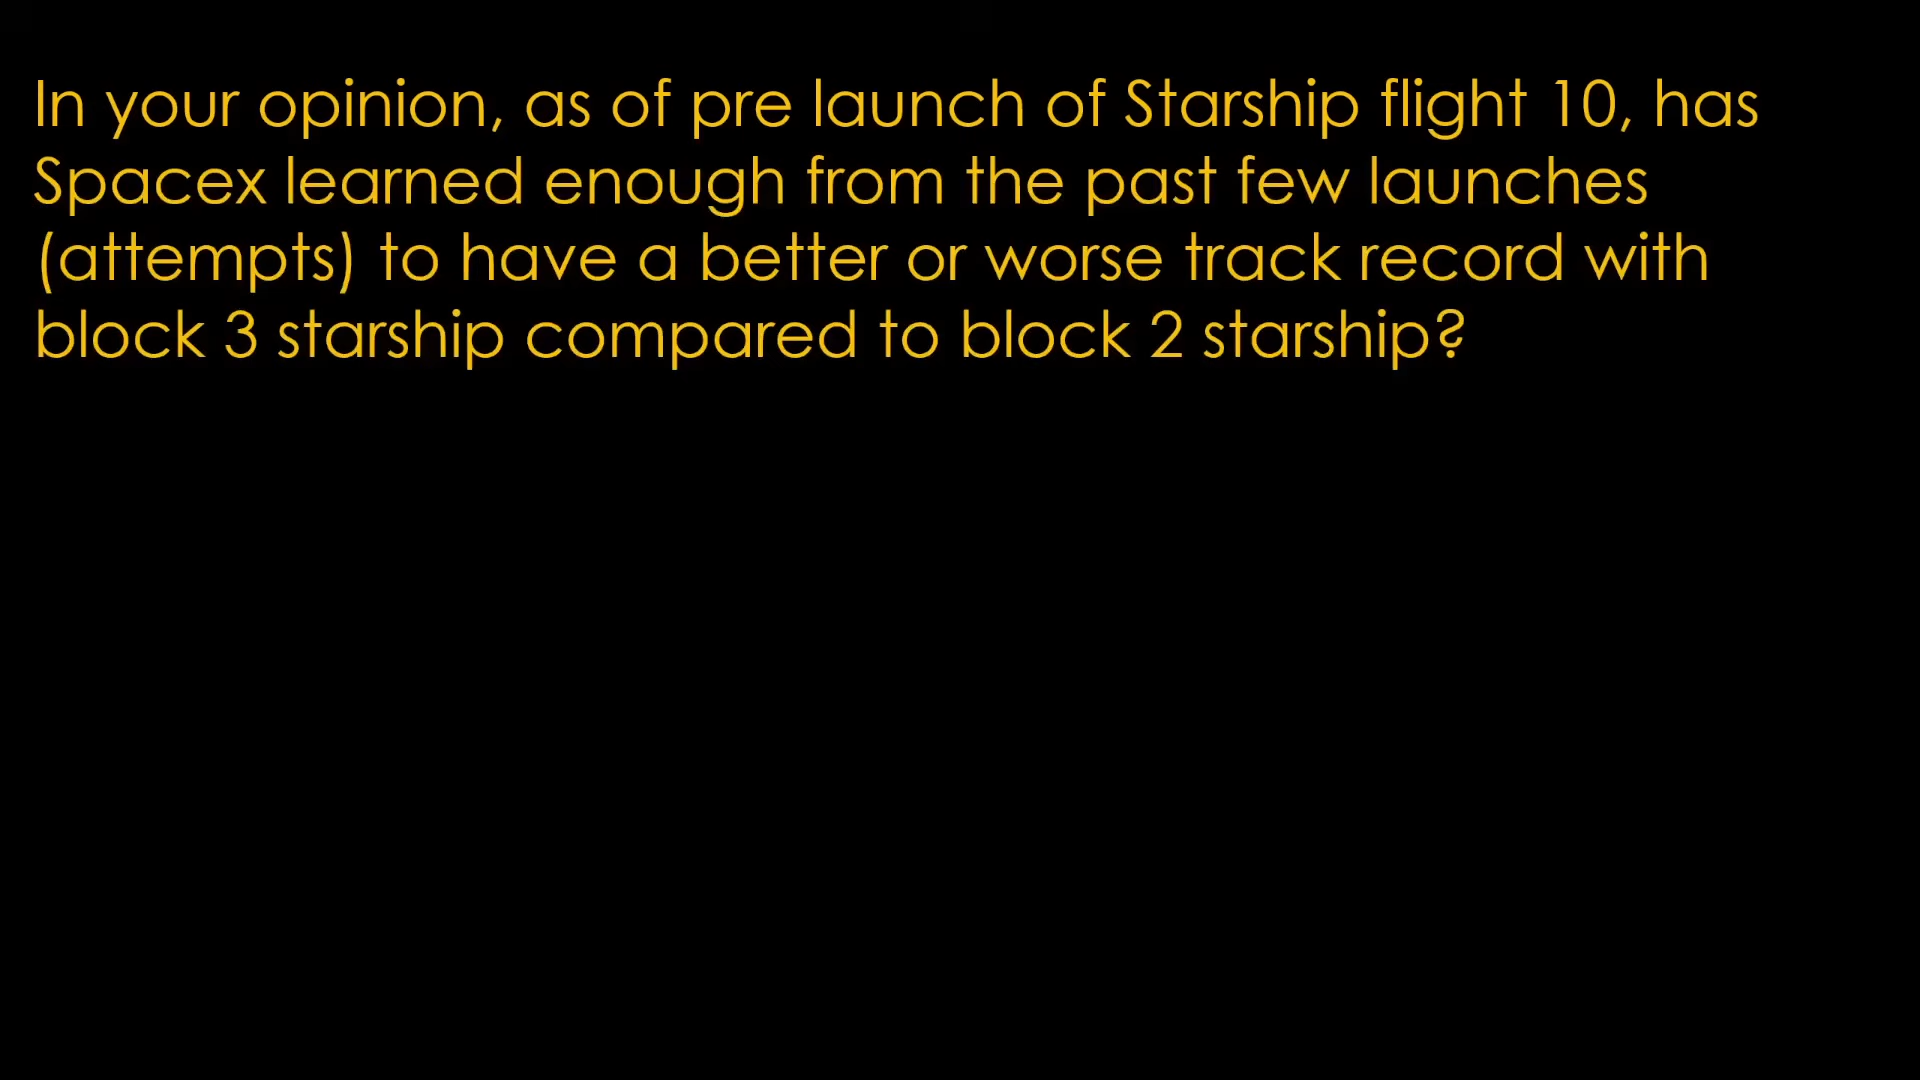 In your opinion, as of pre launch of Starship flight 10, has
Spacex learned enough from the past few launches
(attempts) to have a better or worse track record with
block 3 starship compared to block 2 starship?